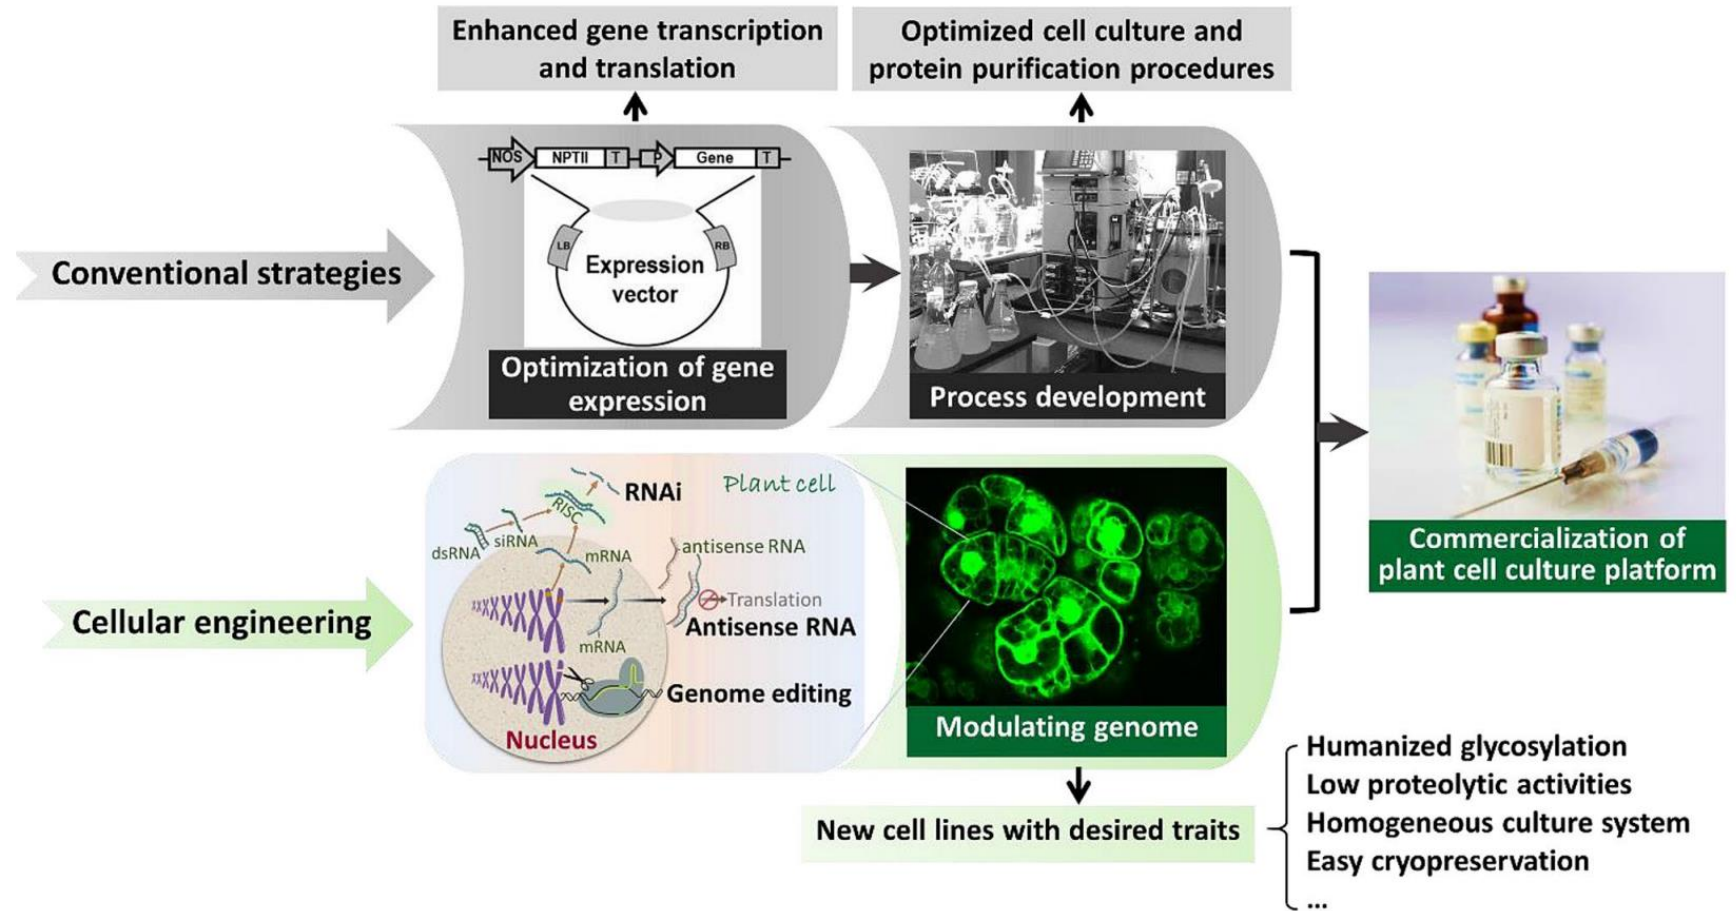 Enhanced gene transcription
and translation
Optimized cell culture and
protein purification procedures
Conventional strategies
NOS
NPTII
T
P
Gene
T
LB
RB
Expression
vector
Optimization of gene
expression
Process development
Commercialization of
plant cell culture platform
Cellular engineering
Plant cell
RNAi
RISC
dsRNA
siRNA
mRNA
antisense RNA
Translation
Antisense RNA
mRNA
Genome editing
Nucleus
Modulating genome
New cell lines with desired traits
Humanized glycosylation
Low proteolytic activities
Homogeneous culture system
Easy cryopreservation
...